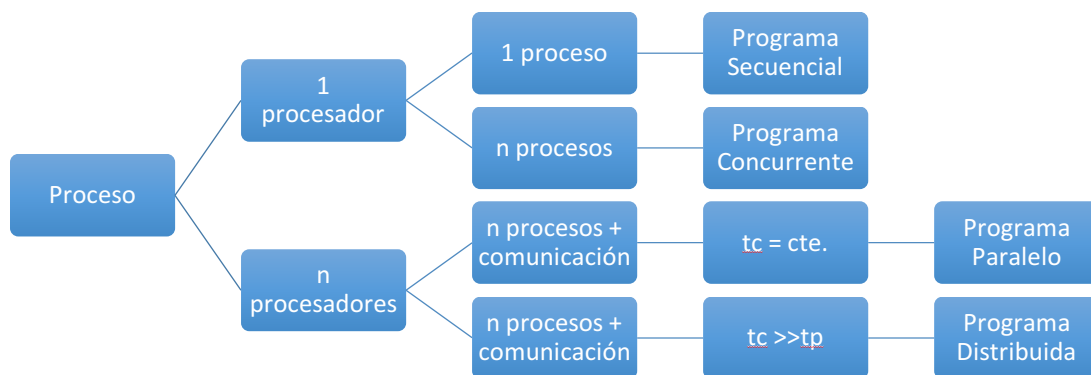 Proceso
1
procesador
1 proceso
Programa
Secuencial
n procesos
Programa
Concurrente
n
procesadores
n procesos +
comunicación
tc = cte.
Programa
Paralelo
n procesos +
comunicación
tc >>tp
Programa
Distribuida